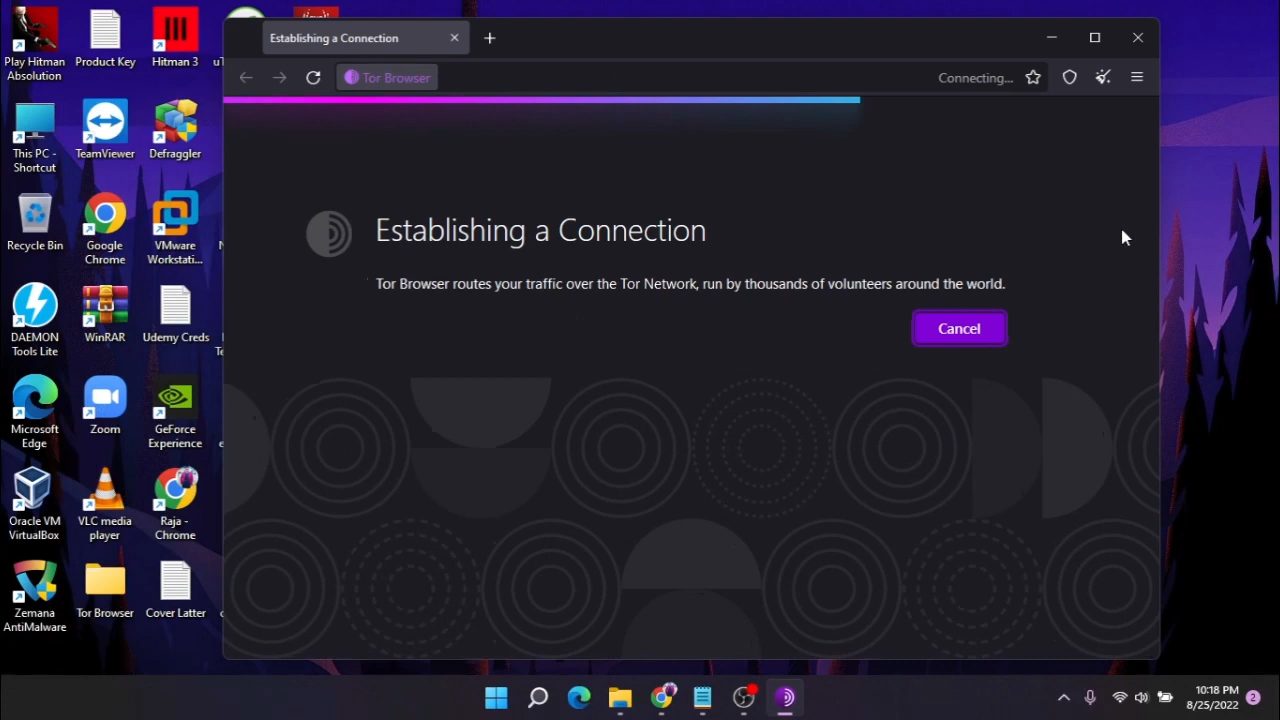 Play Hitman
Absolution
Product Key
Hitman 3
This PC -
Shortcut
TeamViewer
Defraggler
Recycle Bin
Google
Chrome
VMware
Workstati...
DAEMON
Tools Lite
WinRAR
Udemy Creds
Microsoft
Edge
Zoom
GeForce
Experience
Oracle VM
VirtualBox
VLC media
player
Raja -
Chrome
Zemana
AntiMalware
Tor Browser
Cover Latter
Establishing a Connection
Tor Browser
Connecting...
Establishing a Connection
Tor Browser routes your traffic over the Tor Network, run by thousands of volunteers around the world.
Cancel
10:18 PM
8/25/2022
2